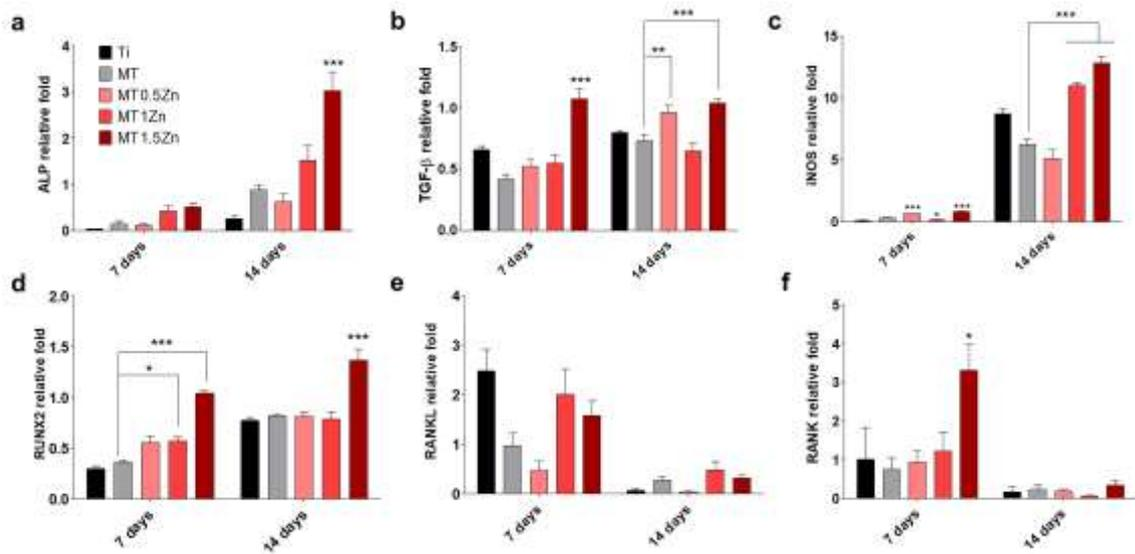 a
ALP relative fold
4
3
2
1
0
Ti
MT
MT0.5Zn
MT1Zn
MT1.5Zn
***
7 days
14 days
b
TGF-β relative fold
1.5
1.0
0.5
0.0
***
**
***
7 days
14 days
c
iNOS relative fold
15
10
5
0
***
*
***
***
7 days
14 days
d
RUNX2 relative fold
2.0
1.5
1.0
0.5
0.0
***
*
***
7 days
14 days
e
RANKL relative fold
4
3
2
1
0
7 days
14 days
f
RANK relative fold
5
4
3
2
1
0
*
7 days
14 days